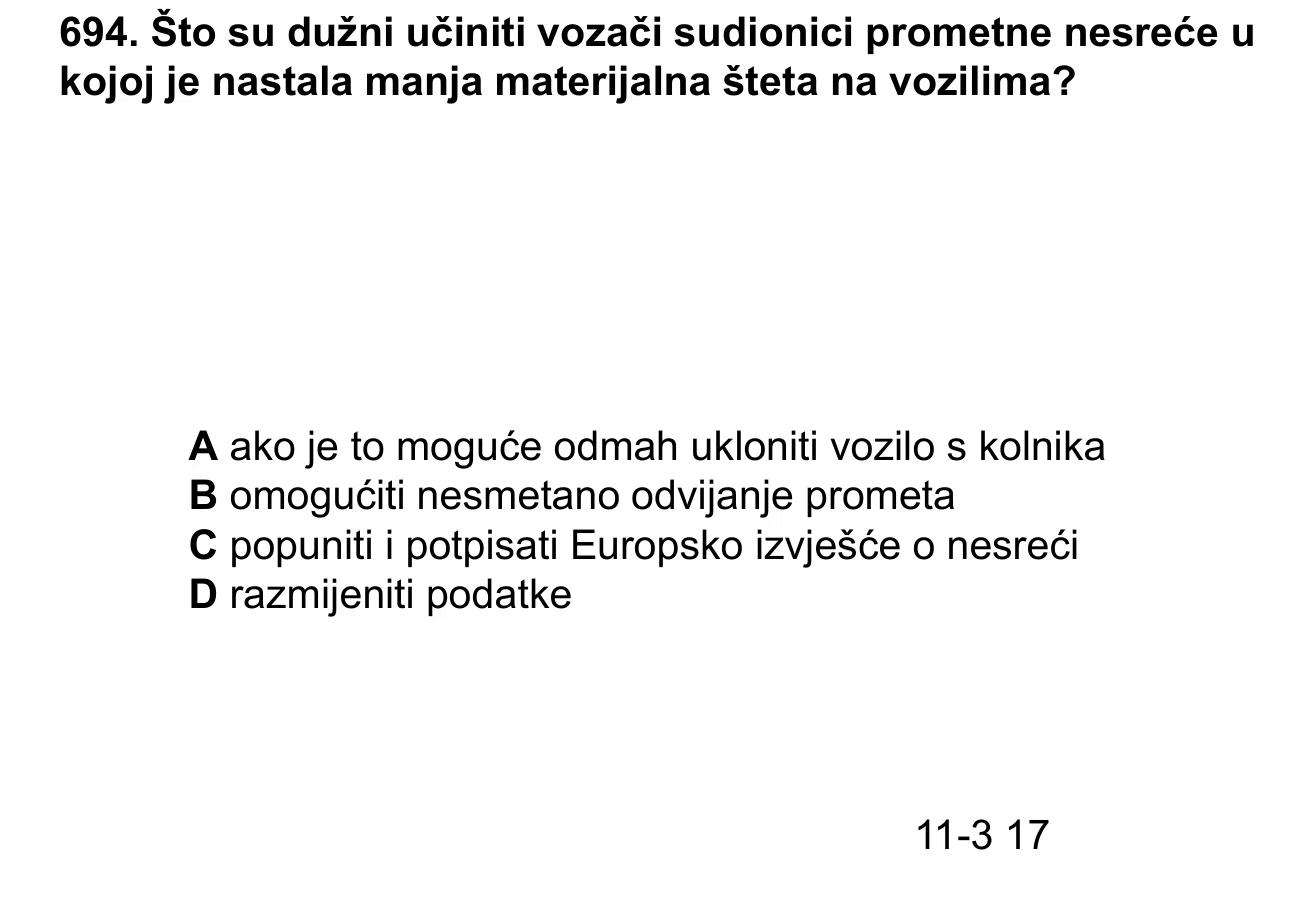 694. Što su dužni učiniti vozači sudionici prometne nesreće u
kojoj je nastala manja materijalna šteta na vozilima?
A ako je to moguće odmah ukloniti vozilo s kolnika
B omogućiti nesmetano odvijanje prometa
C popuniti i potpisati Europsko izvješće o nesreći
D razmijeniti podatke
11-3 17